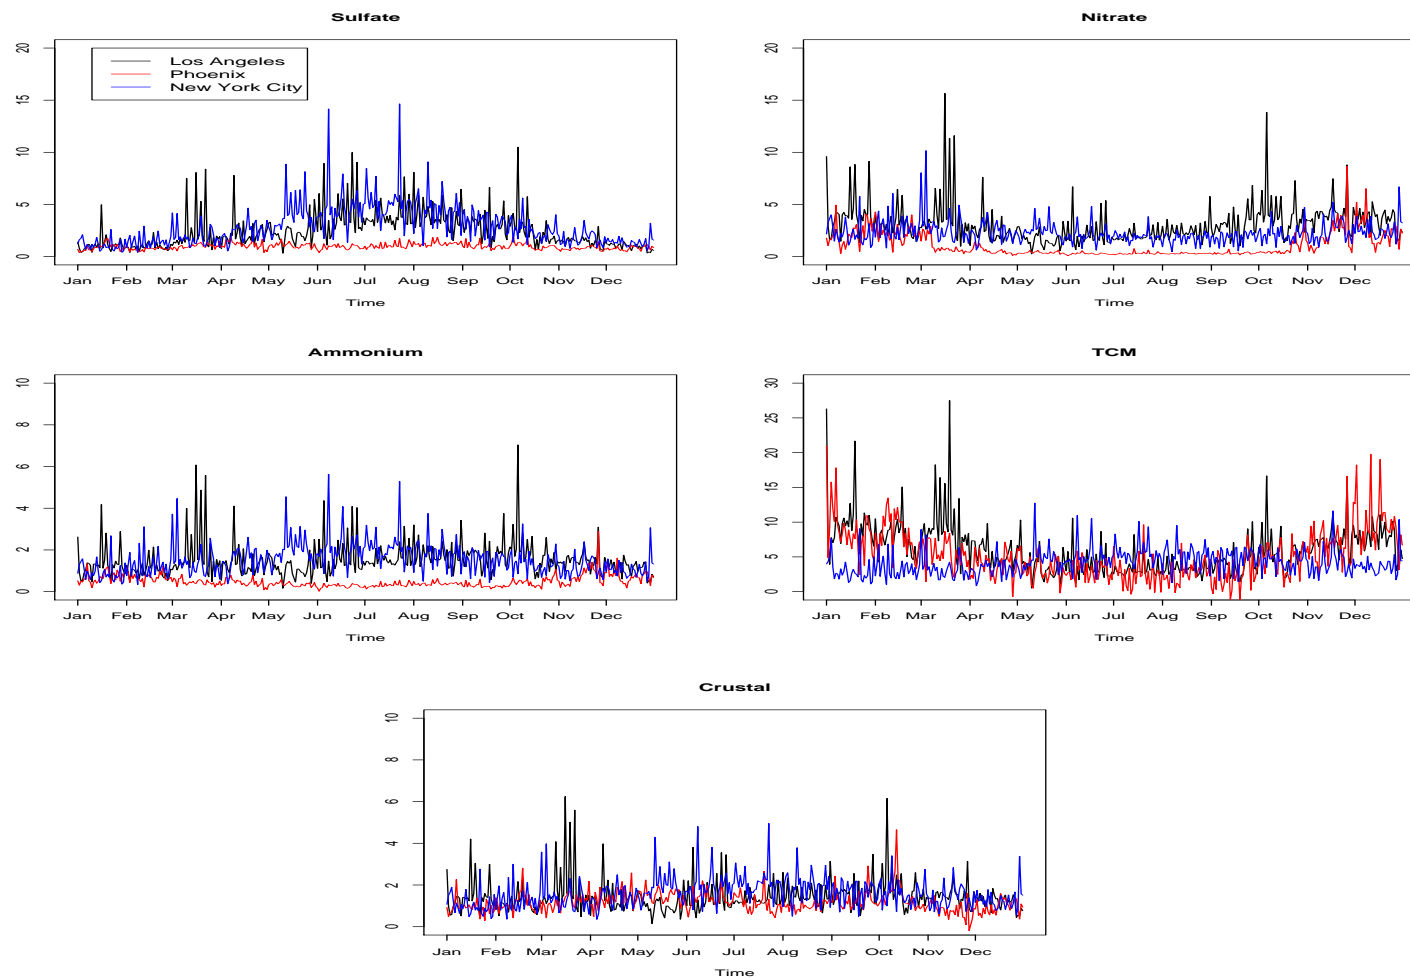 Sulfate
20
15
10
5
0
Los Angeles
Phoenix
New York City
Jan Feb Mar Apr May Jun Jul Aug Sep Oct Nov Dec
Time
Nitrate
20
15
10
5
0
Jan Feb Mar Apr May Jun Jul Aug Sep Oct Nov Dec
Time
Ammonium
10
8
6
4
2
0
Jan Feb Mar Apr May Jun Jul Aug Sep Oct Nov Dec
Time
TCM
30
25
20
15
10
5
0
Jan Feb Mar Apr May Jun Jul Aug Sep Oct Nov Dec
Time
Crustal
10
8
6
4
2
0
Jan Feb Mar Apr May Jun Jul Aug Sep Oct Nov Dec
Time